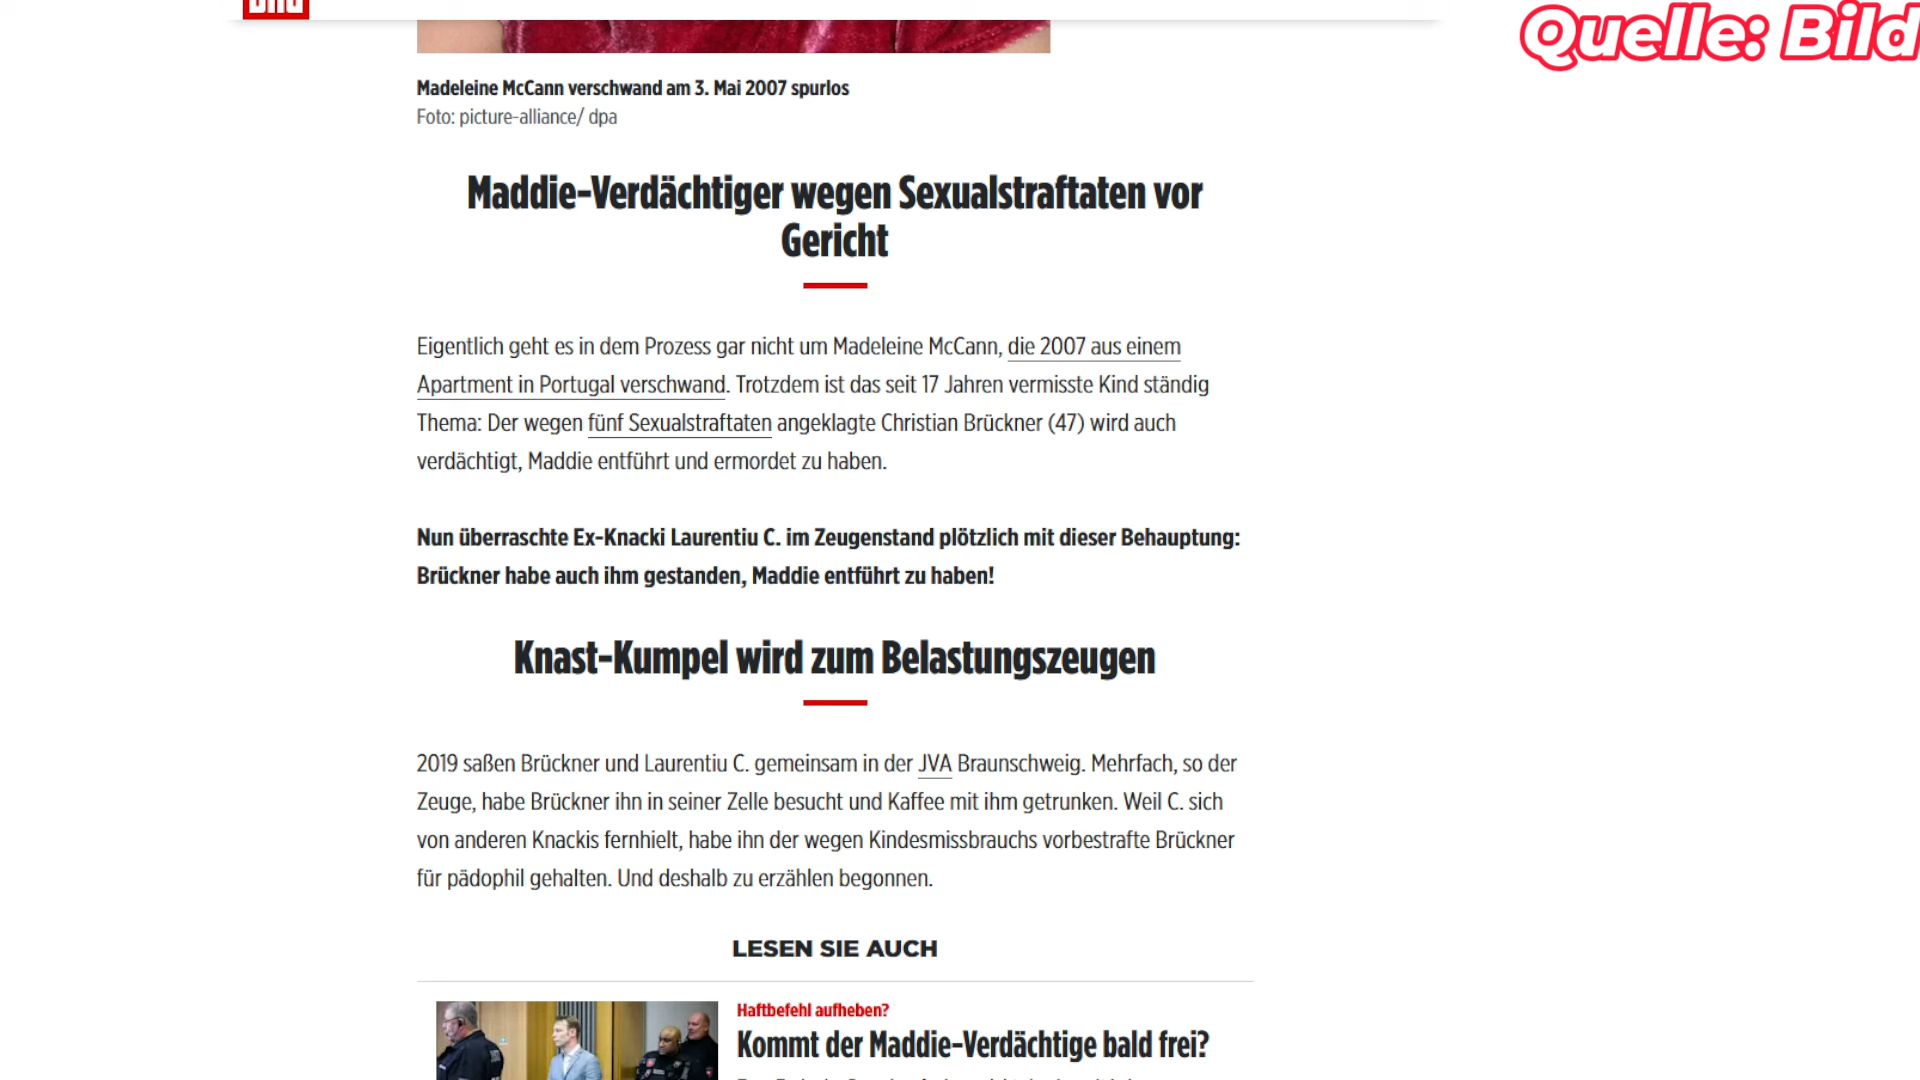 Quelle: Bild
Madeleine McCann verschwand am 3. Mai 2007 spurlos
Foto: picture-alliance/ dpa
Maddie-Verdächtiger wegen Sexualstraftaten vor
Gericht
Eigentlich geht es in dem Prozess gar nicht um Madeleine McCann, die 2007 aus einem
Apartment in Portugal verschwand. Trotzdem ist das seit 17 Jahren vermisste Kind ständig
Thema: Der wegen fünf Sexualstraftaten angeklagte Christian Brückner (47) wird auch
verdächtigt, Maddie entführt und ermordet zu haben.
Nun überraschte Ex-Knacki Laurentiu C. im Zeugenstand plötzlich mit dieser Behauptung:
Brückner habe auch ihm gestanden, Maddie entführt zu haben!
Knast-Kumpel wird zum Belastungszeugen
2019 saßen Brückner und Laurentiu C. gemeinsam in der JVA Braunschweig. Mehrfach, so der
Zeuge, habe Brückner ihn in seiner Zelle besucht und Kaffee mit ihm getrunken. Weil C. sich
von anderen Knackis fernhielt, habe ihn der wegen Kindesmissbrauchs vorbestrafte Brückner
für pädophil gehalten. Und deshalb zu erzählen begonnen.
LESEN SIE AUCH
Haftbefehl aufheben?
Kommt der Maddie-Verdächtige bald frei?